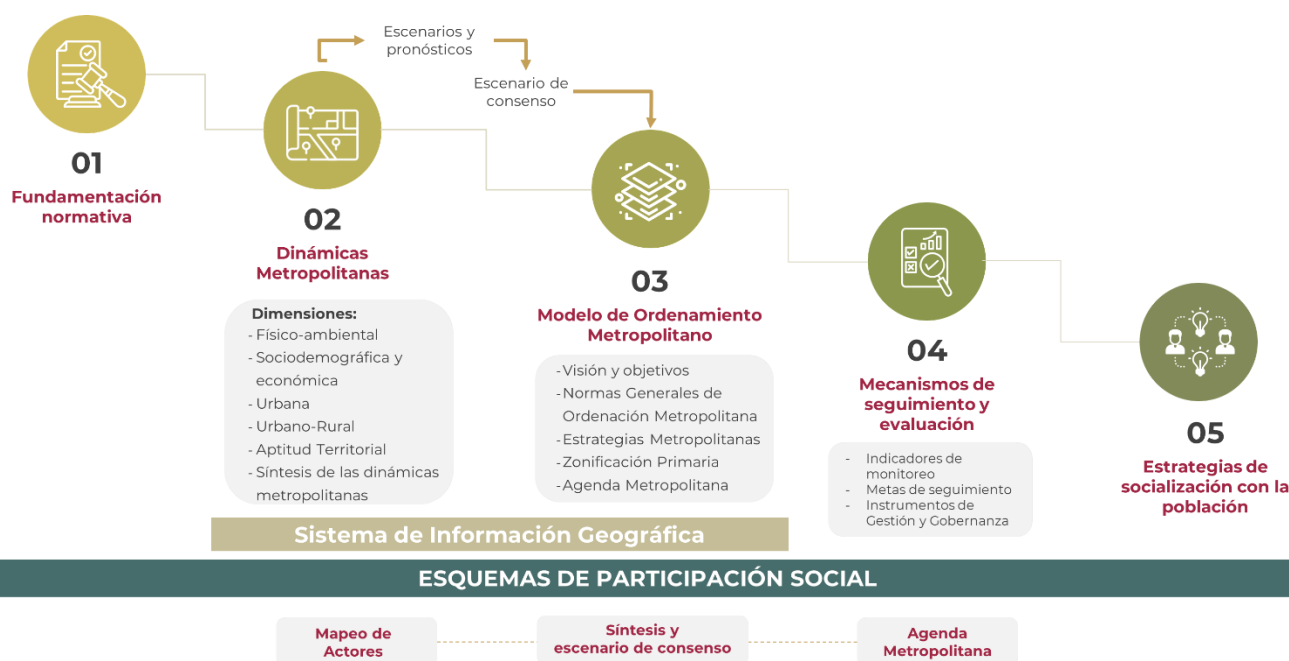 01
Fundamentación
normativa
Escenarios y
pronósticos
Escenario de
consenso
02
Dinámicas
Metropolitanas
Dimensiones:
- Físico-ambiental
- Sociodemográfica y
económica
- Urbana
- Urbano-Rural
- Aptitud Territorial
- Síntesis de las dinámicas
metropolitanas
03
Modelo de Ordenamiento
Metropolitano
-Visión y objetivos
-Normas Generales de
Ordenación Metropolitana
-Estrategias Metropolitanas
-Zonificación Primaria
-Agenda Metropolitana
04
Mecanismos de
seguimiento y
evaluación
- Indicadores de
monitoreo
- Metas de seguimiento
- Instrumentos de
Gestión y Gobernanza
05
Estrategias de
socialización con la
población
Sistema de Información Geográfica
ESQUEMAS DE PARTICIPACIÓN SOCIAL
Mapeo de
Actores
Síntesis y
escenario de consenso
Agenda
Metropolitana